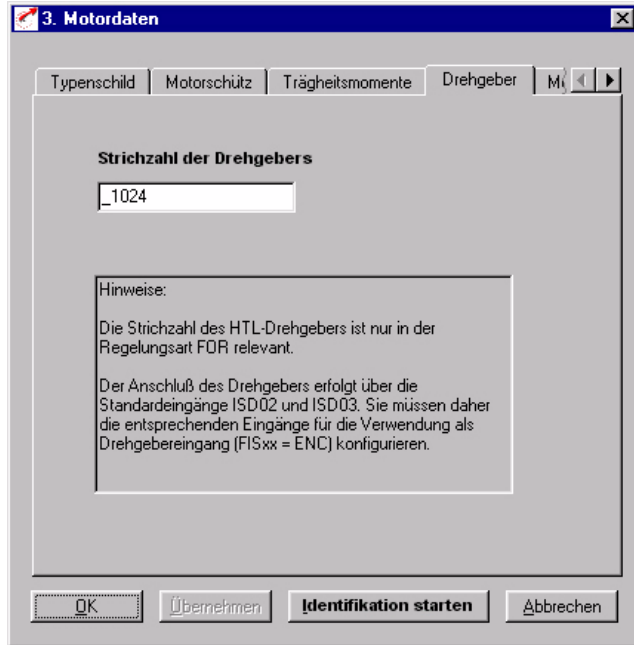 3. Motordaten
Typenschild Motorschütz Trägheitsmomente Drehgeber
Strichzahl der Drehgebers
_1024
Hinweise:
Die Strichzahl des HTL-Drehgebers ist nur in der
Regelungsart FOR relevant.
Der Anschluß des Drehgebers erfolgt über die
Standardeingänge ISD02 und ISD03. Sie müssen daher
die entsprechenden Eingänge für die Verwendung als
Drehgebereingang (FISxx = ENC) konfigurieren.
OK Übernehmen Identifikation starten Abbrechen